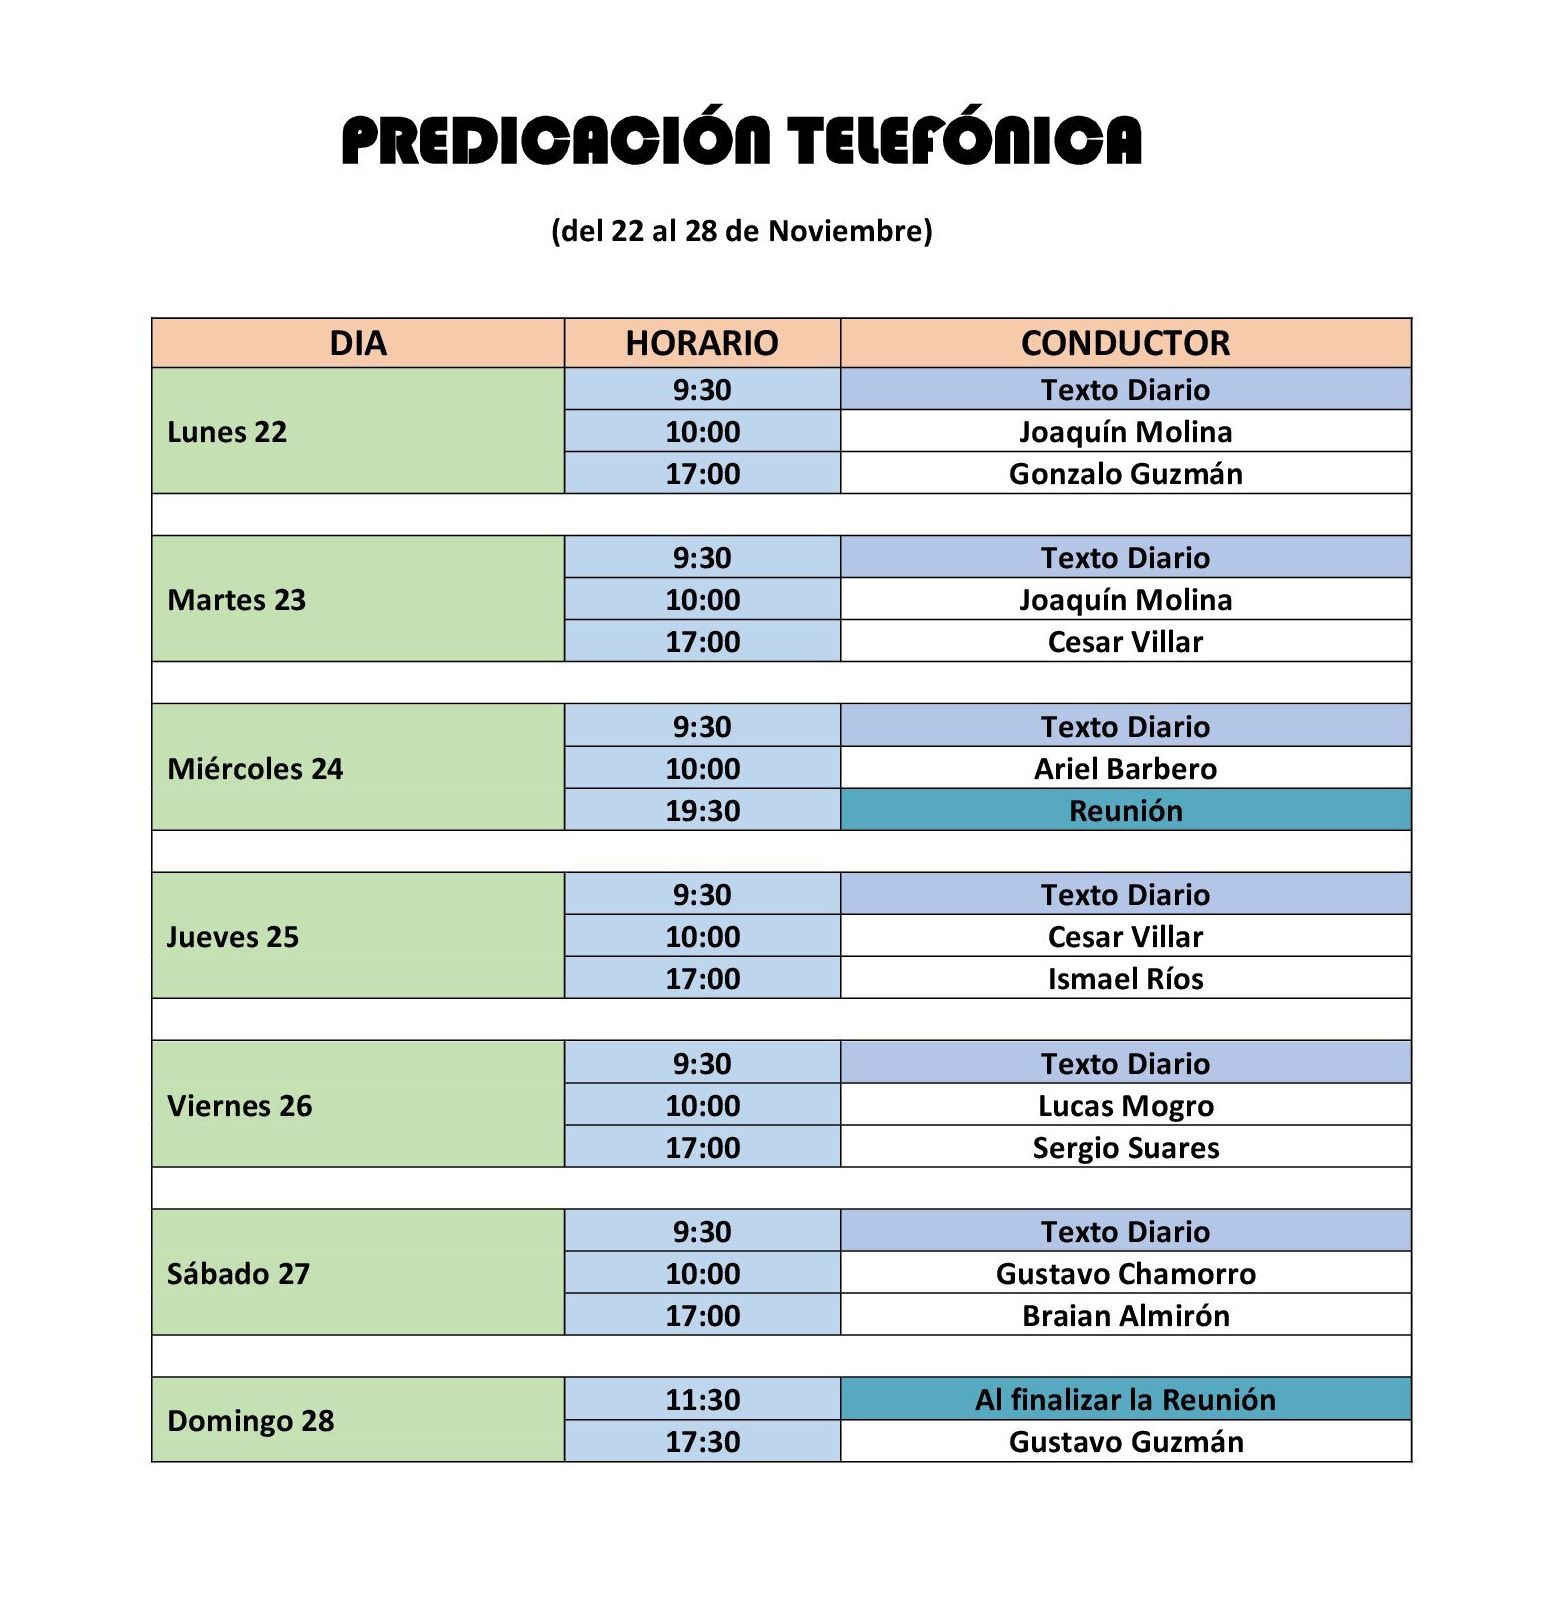 PREDICACIÓN TELEFÓNICA
(del 22 al 28 de Noviembre)
DIA HORARIO CONDUCTOR
Lunes 22
9:30 Texto Diario
10:00 Joaquín Molina
17:00 Gonzalo Guzmán
Martes 23
9:30 Texto Diario
10:00 Joaquín Molina
17:00 Cesar Villar
Miércoles 24
9:30 Texto Diario
10:00 Ariel Barbero
19:30 Reunión
Jueves 25
9:30 Texto Diario
10:00 Cesar Villar
17:00 Ismael Ríos
Viernes 26
9:30 Texto Diario
10:00 Lucas Mogro
17:00 Sergio Suares
Sábado 27
9:30 Texto Diario
10:00 Gustavo Chamorro
17:00 Braian Almirón
Domingo 28
11:30 Al finalizar la Reunión
17:30 Gustavo Guzmán